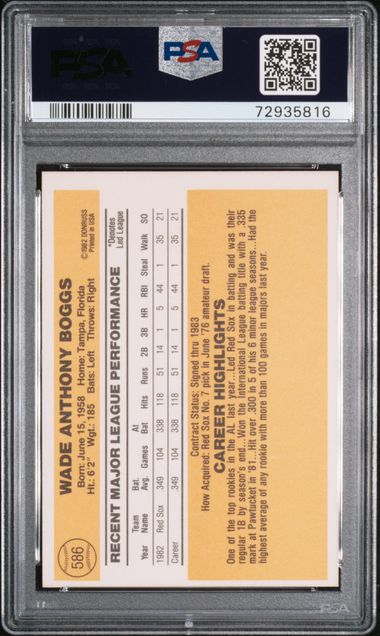 PSA
PSA
72935816
586
WADE ANTHONY BOGGS
Born: June 15, 1958 Home: Tampa, Florida
Ht.: 6'2" Wgt.: 185 Bats: Left Throws: Right
©1982 DONRUSS
Printed in USA
RECENT MAJOR LEAGUE PERFORMANCE
*Denotes
Led League
Team Bat. At
Year Name Avg. Games Bat Hits Runs 2B 3B HR RBI Steal Walk SO
1982 Red Sox .349 104 338 118 51 14 1 5 44 1 35 21
Career .349 104 338 118 51 14 1 5 44 1 35 21
Contract Status: Signed thru 1983
How Acquired: Red Sox No. 7 pick in June '76 amateur draft.
CAREER HIGHLIGHTS
One of the top rookies in the AL last year...Led Red Sox in batting and was their
regular 1B by season's end... Won the International League batting title with a .335
mark at Pawtucket in '81...Hit over .300 in 5 of his 6 minor league seasons...Had the
highest average of any rookie with more than 100 games in majors last year.
PSA